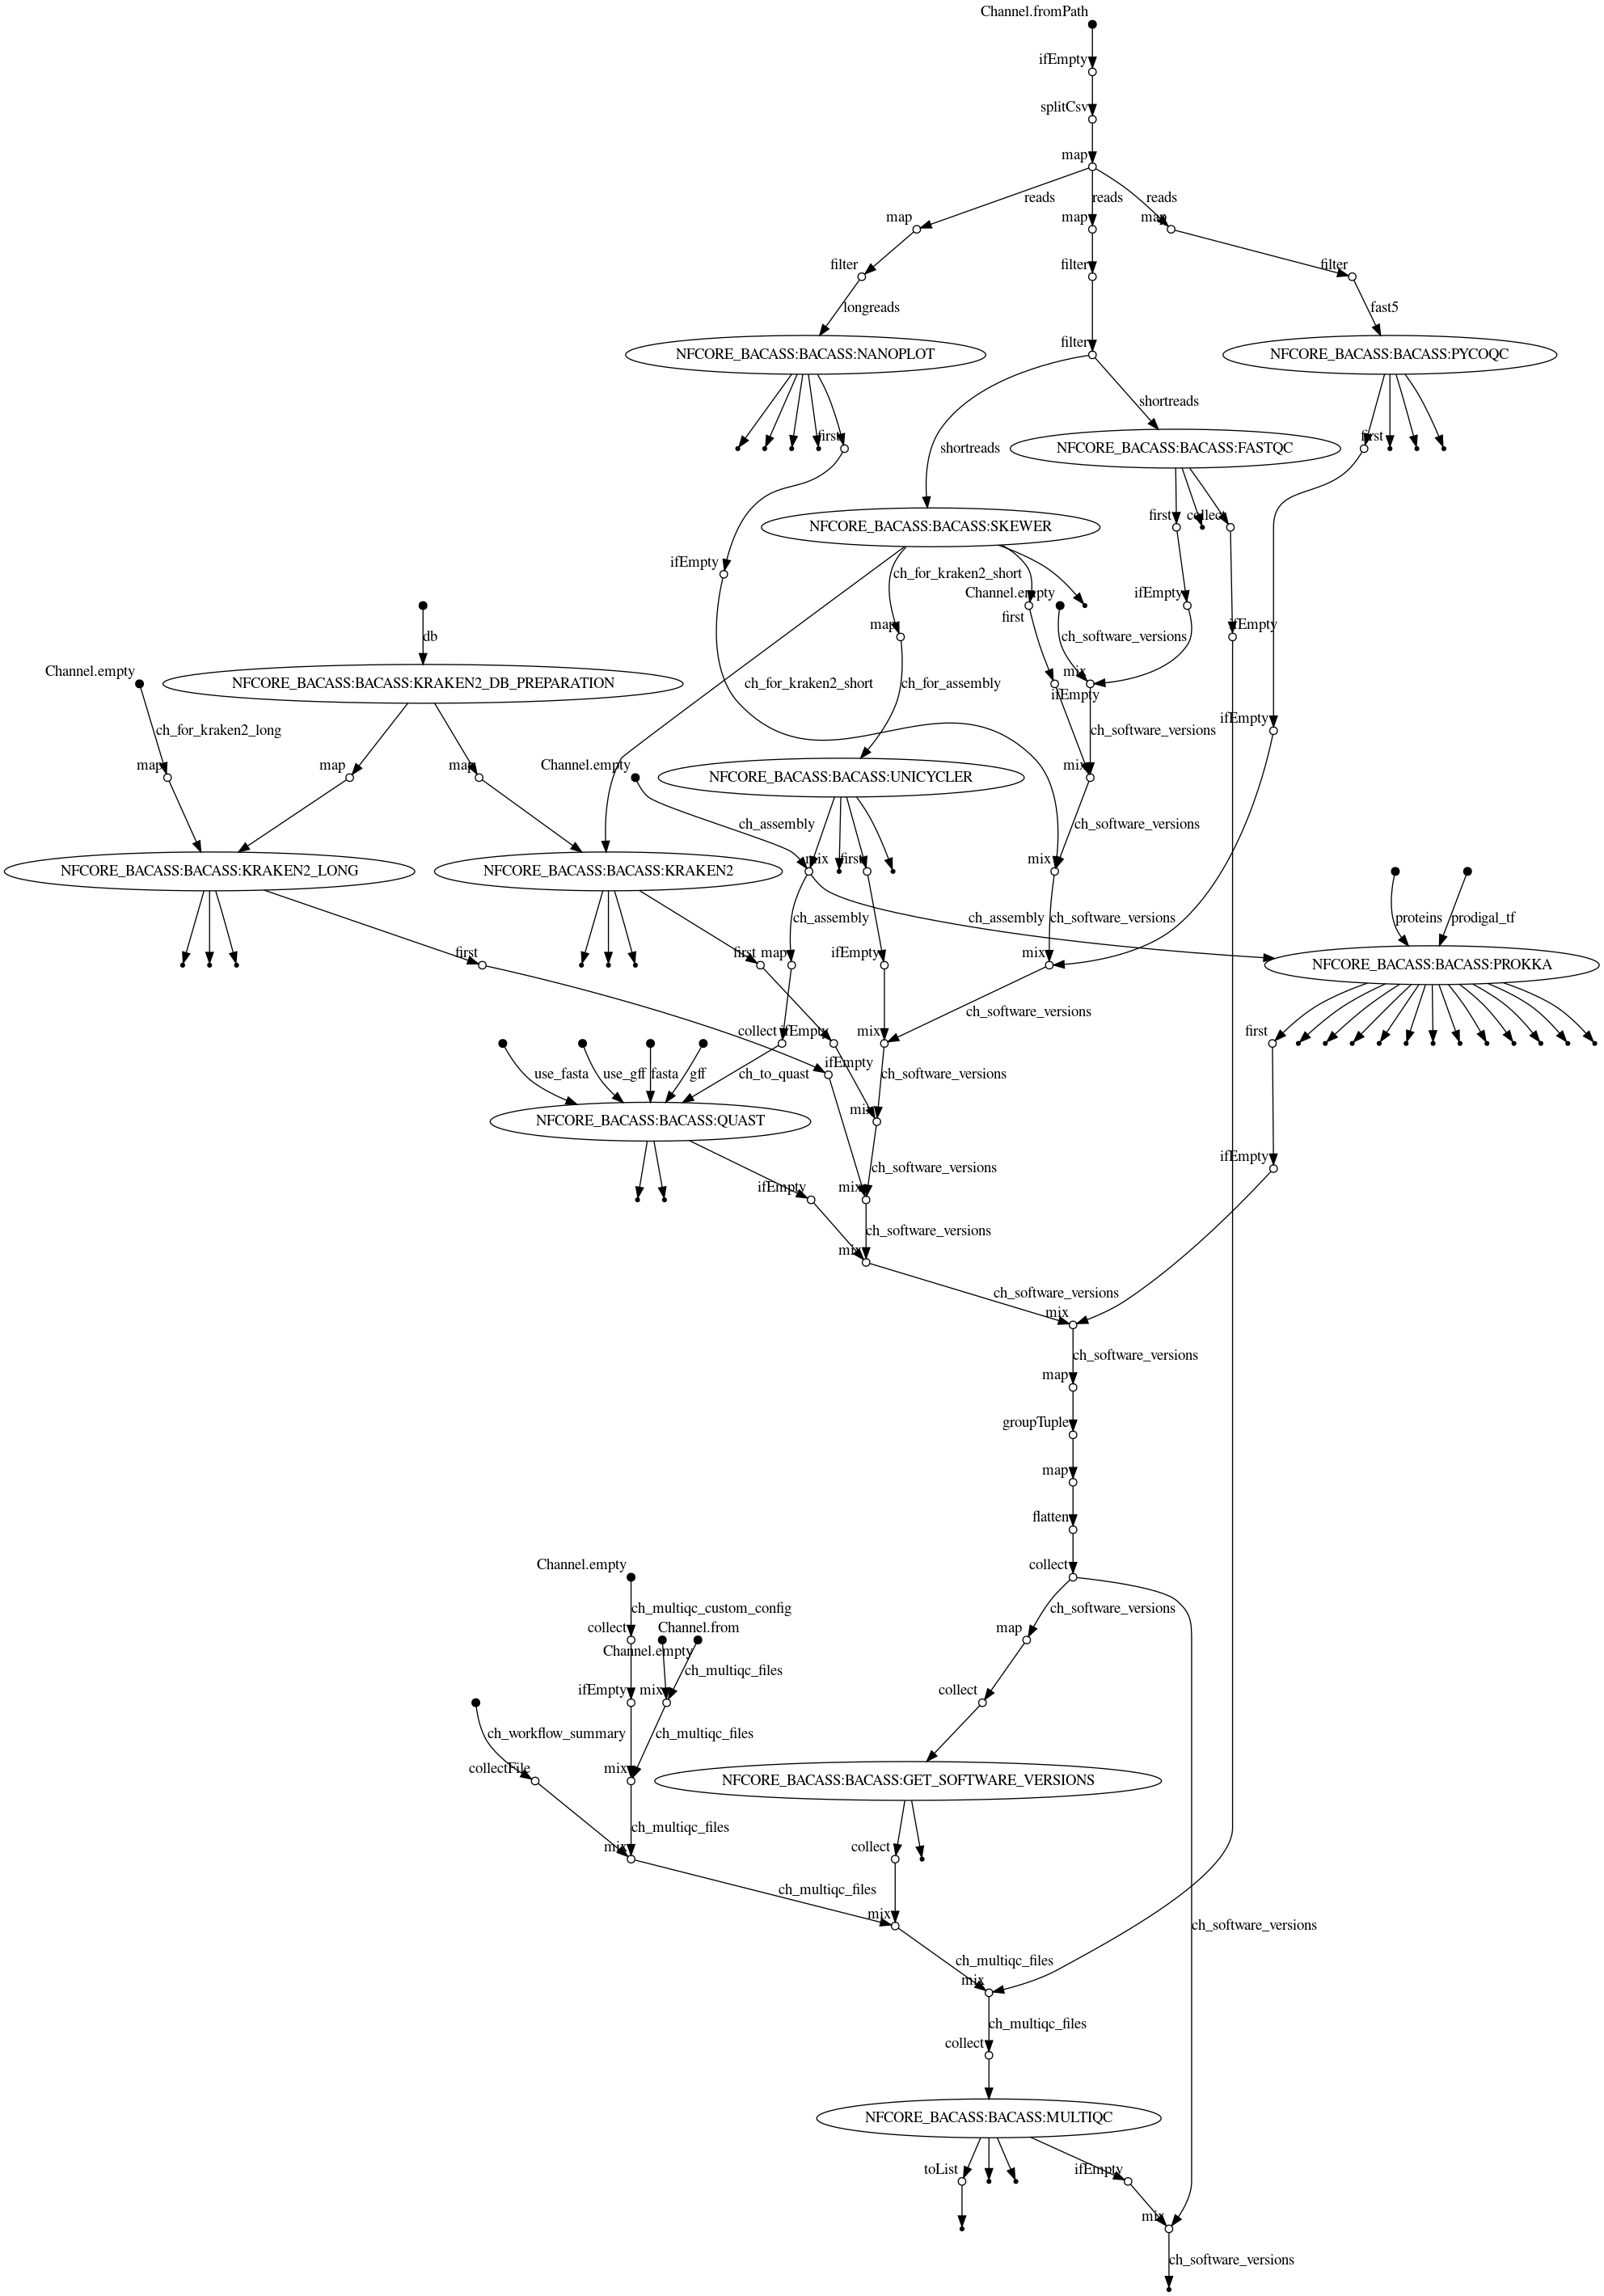 Channel.fromPath
ifEmpty
splitCsv
map
reads
reads
reads
map
map
map
filter
filter
filter
longreads
fast5
filter
NFCORE_BACASS:BACASS:NANOPLOT
NFCORE_BACASS:BACASS:PYCOQC
shortreads
first
shortreads
NFCORE_BACASS:BACASS:FASTQC
first
first
collect
NFCORE_BACASS:BACASS:SKEWER
ifEmpty
ch_for_kraken2_short
Channel.empty
ifEmpty
first
map
db
ch_software_versions
ifEmpty
Channel.empty
NFCORE_BACASS:BACASS:KRAKEN2_DB_PREPARATION
ch_for_kraken2_short
ch_for_assembly
mix
ifEmpty
ifEmpty
ch_for_kraken2_long
ch_software_versions
map
map
map
Channel.empty
NFCORE_BACASS:BACASS:UNICYCLER
mix
ch_assembly
ch_software_versions
NFCORE_BACASS:BACASS:KRAKEN2_LONG
NFCORE_BACASS:BACASS:KRAKEN2
mix
first
mix
ch_assembly
ch_assembly
ch_software_versions
proteins
prodigal_tf
first
first
map
ifEmpty
mix
NFCORE_BACASS:BACASS:PROKKA
ch_software_versions
collect
ifEmpty
mix
first
ifEmpty
use_fasta
use_gff
fasta
gff
ch_to_quast
ch_software_versions
NFCORE_BACASS:BACASS:QUAST
mix
ifEmpty
ch_software_versions
ifEmpty
mix
ch_software_versions
mix
ch_software_versions
mix
ch_software_versions
map
groupTuple
map
flatten
Channel.empty
collect
ch_multiqc_custom_config
ch_software_versions
collect
Channel.from
map
Channel.empty
ch_multiqc_files
ifEmpty
mix
collect
ch_workflow_summary
ch_multiqc_files
collectFile
mix
NFCORE_BACASS:BACASS:GET_SOFTWARE_VERSIONS
ch_multiqc_files
mix
collect
ch_multiqc_files
mix
ch_software_versions
ch_multiqc_files
mix
ch_multiqc_files
collect
NFCORE_BACASS:BACASS:MULTIQC
toList
ifEmpty
mix
ch_software_versions